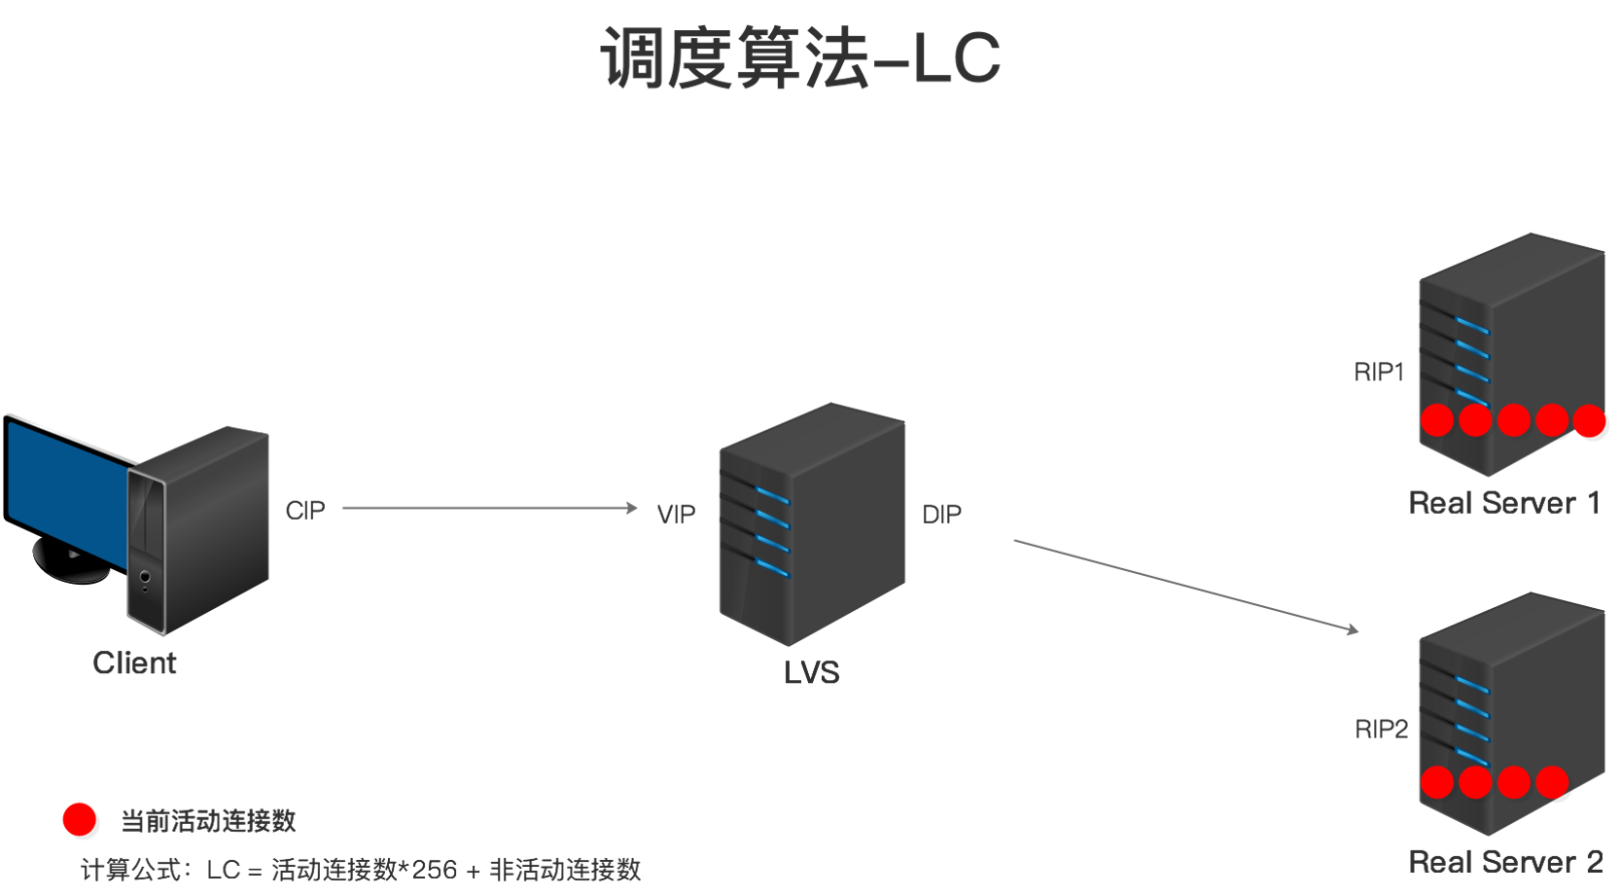 调度算法–LC
RIP1
Real Server 1
CIP
VIP
DIP
Client
LVS
RIP2
当前活动连接数
计算公式：LC = 活动连接数*256 + 非活动连接数
Real Server 2